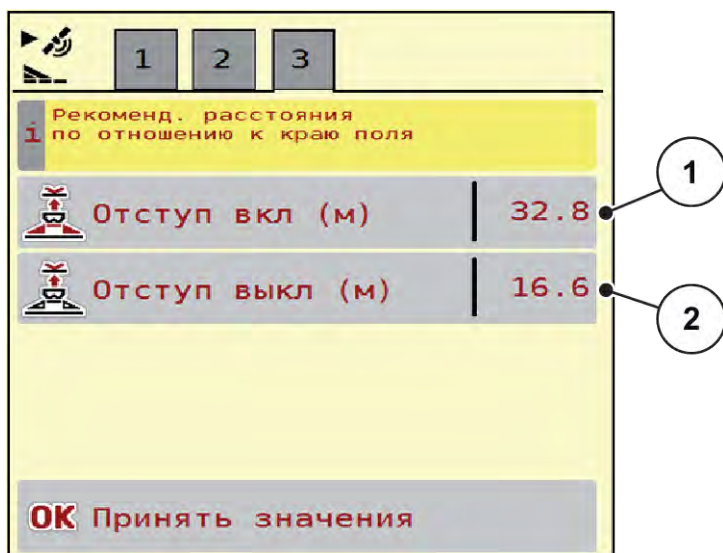 1 2 3
i Рекоменд. расстояния
по отношению к краю поля
Отступ вкл (м) 32.8
1
Отступ выкл (м) 16.6
2
OK Принять значения